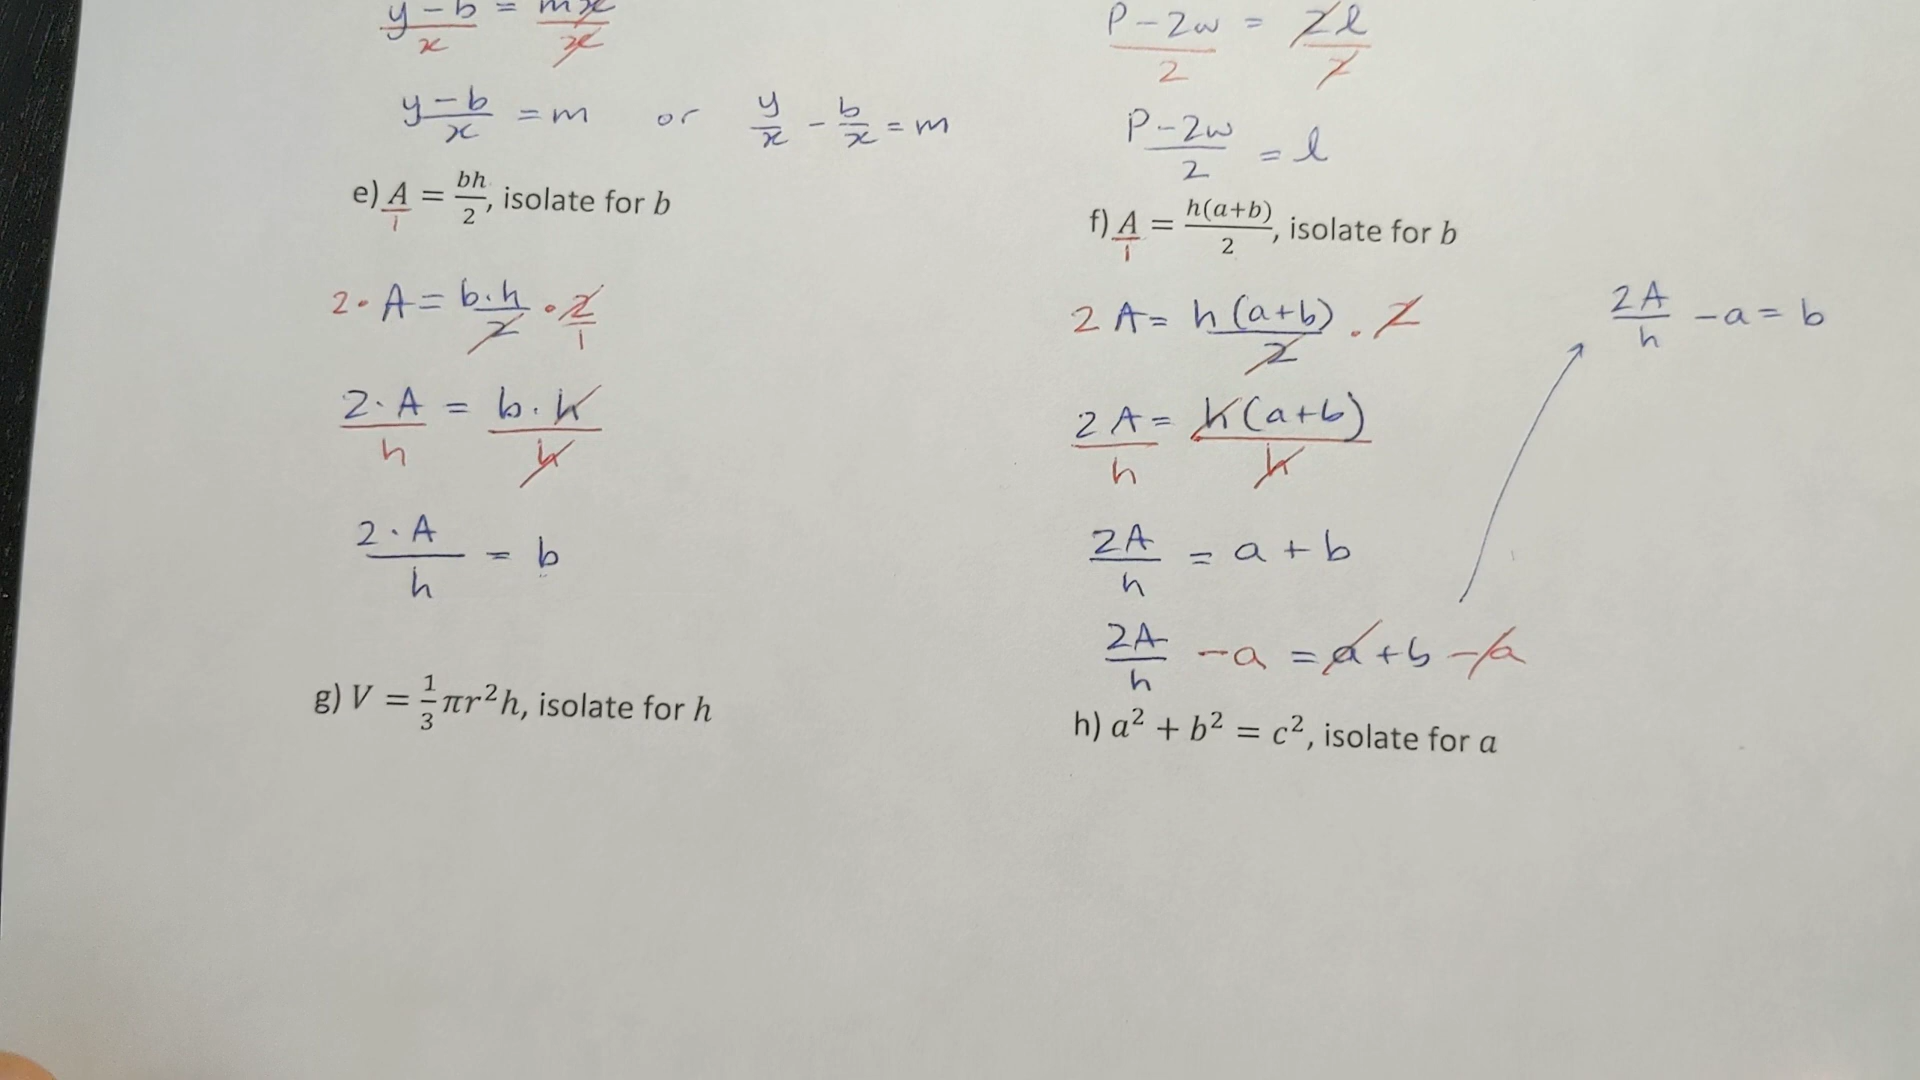 y - b = mx
x x
y - b / x = m or y/x - b/x = m
e) A/1 = bh/2, isolate for b
2 · A = b·h/2 · 2/1
2·A/h = b·h/h
2·A/h = b
g) V = 1/3 πr²h, isolate for h
P - 2w = 2l
2 2
P - 2w / 2 = l
f) A/1 = h(a+b)/2, isolate for b
2 A = h(a+b)/2 . 2
2A/h = h(a+b)/h
2A/h = a + b
2A/h - a = a + b - a
2A/h - a = b
h) a² + b² = c², isolate for a